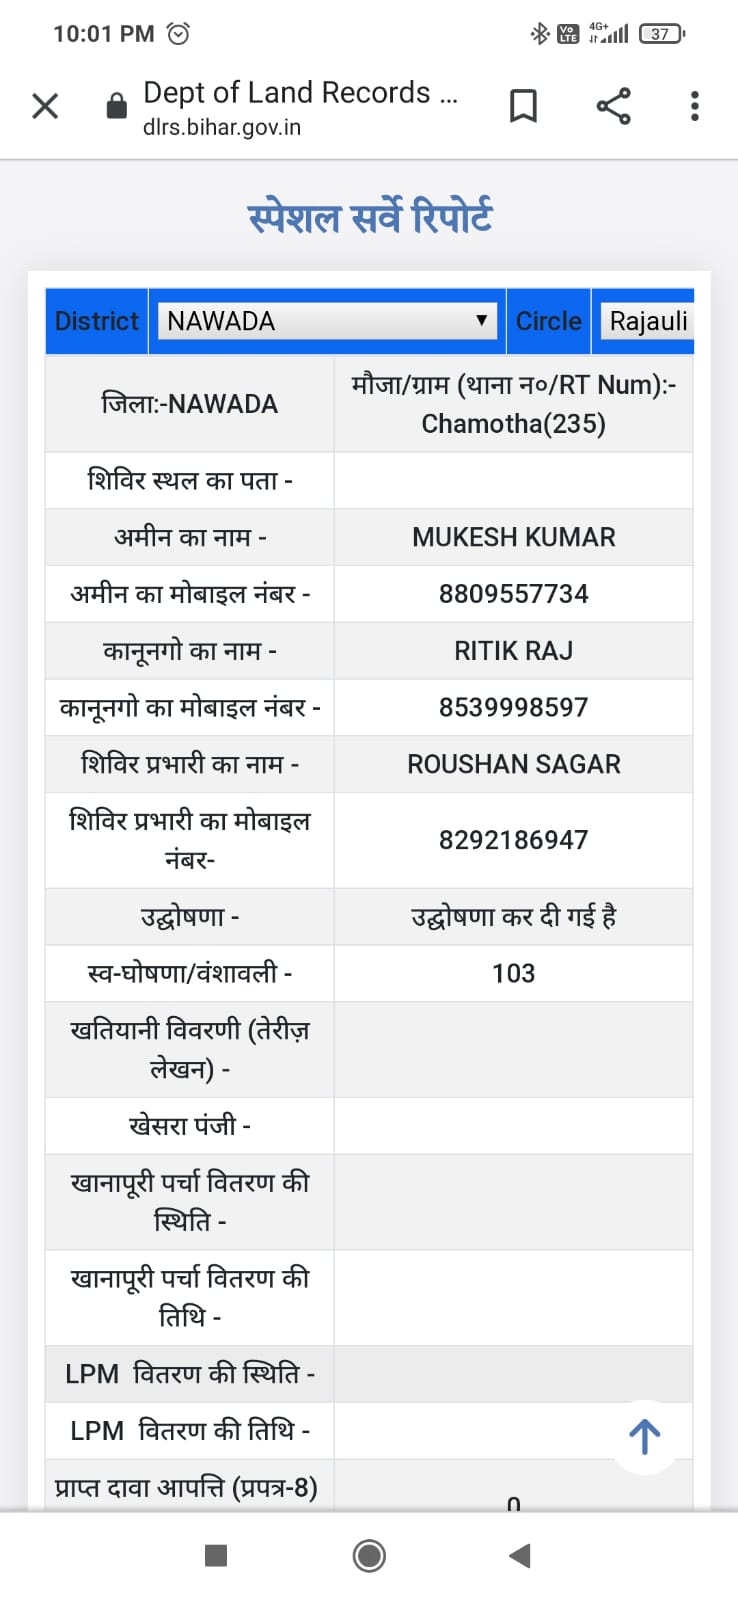 10:01 PM
Vo LTE 4G+ 37
Dept of Land Records ...
dlrs.bihar.gov.in
स्पेशल सर्वे रिपोर्ट
District NAWADA Circle Rajauli
जिला:-NAWADA
मौजा/ग्राम (थाना न०/RT Num):-
Chamotha(235)
शिविर स्थल का पता -
अमीन का नाम - MUKESH KUMAR
अमीन का मोबाइल नंबर - 8809557734
कानूनगो का नाम - RITIK RAJ
कानूनगो का मोबाइल नंबर - 8539998597
शिविर प्रभारी का नाम - ROUSHAN SAGAR
शिविर प्रभारी का मोबाइल
नंबर-
8292186947
उद्घोषणा - उद्घोषणा कर दी गई है
स्व-घोषणा/वंशावली - 103
खतियानी विवरणी (तेरीज़
लेखन) -
खेसरा पंजी -
खानापूरी पर्चा वितरण की
स्थिति -
खानापूरी पर्चा वितरण की
तिथि -
LPM वितरण की स्थिति -
LPM वितरण की तिथि -
प्राप्त दावा आपत्ति (प्रपत्र-8)
0